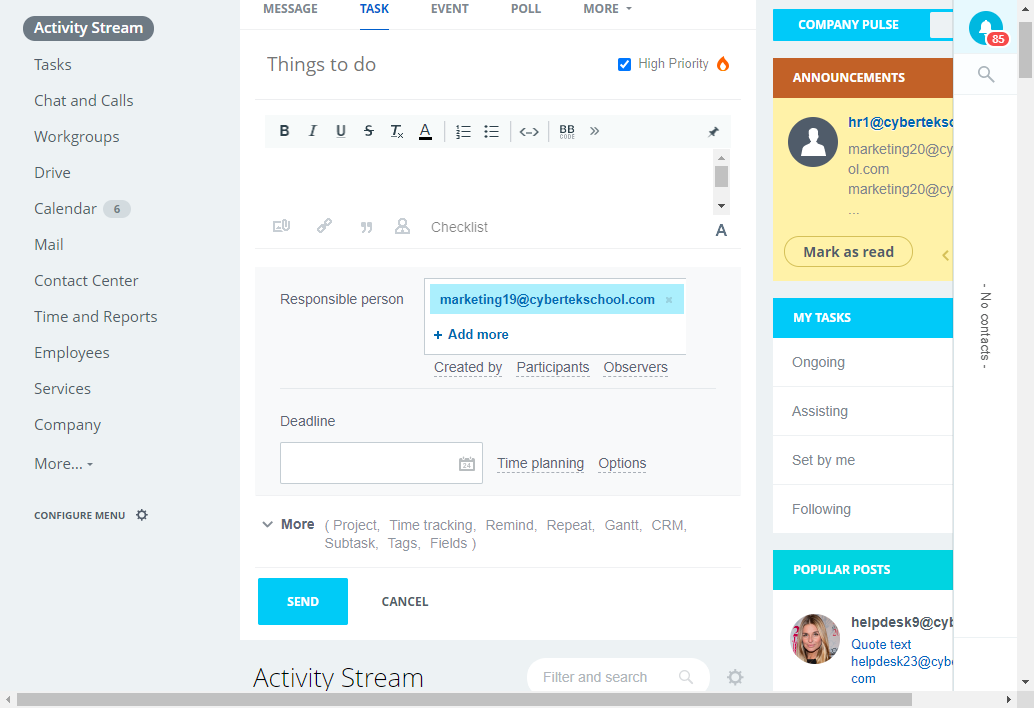 Activity Stream
Tasks
Chat and Calls
Workgroups
Drive
Calendar 6
Mail
Contact Center
Time and Reports
Employees
Services
Company
More...
CONFIGURE MENU
MESSAGE TASK EVENT POLL MORE
Things to do
High Priority
B I U S Tx A BB CODE »
Checklist
A
Responsible person
marketing19@cybertekschool.com ×
+ Add more
Created by Participants Observers
Deadline
24
Time planning Options
More ( Project, Time tracking, Remind, Repeat, Gantt, CRM,
Subtask, Tags, Fields )
SEND CANCEL
Activity Stream
Filter and search
COMPANY PULSE
ANNOUNCEMENTS
hr1@cyberteksc
marketing20@cy
ol.com
marketing20@cy
...
Mark as read
MY TASKS
Ongoing
Assisting
Set by me
Following
POPULAR POSTS
helpdesk9@cyb
Quote text
helpdesk23@cybe
com
85
- No contacts -